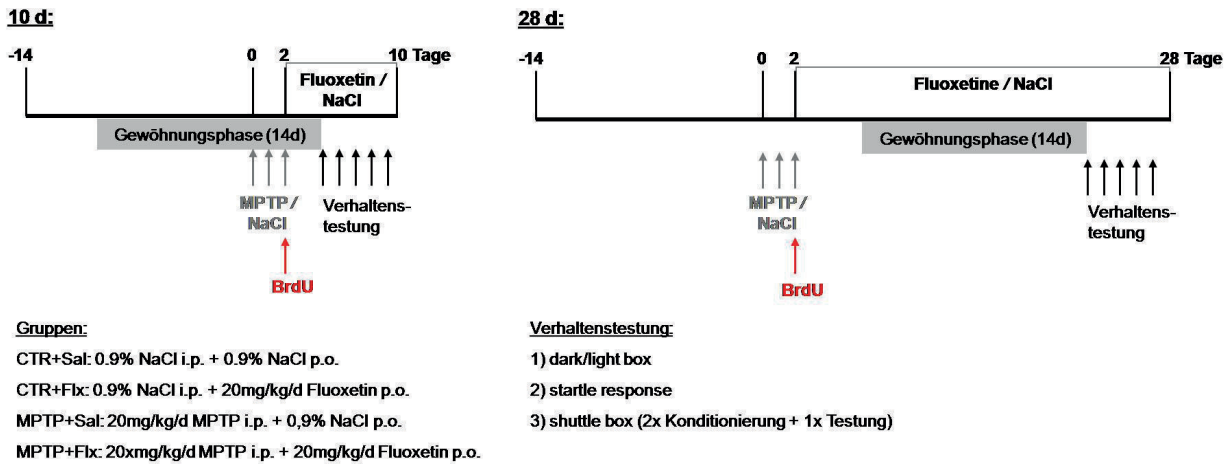 10 d:
-14
0
2
10 Tage
Fluoxetin /
NaCl
Gewöhnungsphase (14d)
MPTP /
NaCl
Verhaltens-
testung
BrdU
28 d:
-14
0
2
28 Tage
Fluoxetine / NaCl
Gewöhnungsphase (14d)
MPTP /
NaCl
Verhaltens-
testung
BrdU
Gruppen:
CTR+Sal: 0.9% NaCl i.p. + 0.9% NaCl p.o.
CTR+Flx: 0.9% NaCl i.p. + 20mg/kg/d Fluoxetin p.o.
MPTP+Sal: 20mg/kg/d MPTP i.p. + 0,9% NaCl p.o.
MPTP+Flx: 20xmg/kg/d MPTP i.p. + 20mg/kg/d Fluoxetin p.o.
Verhaltenstestung:
1) dark/light box
2) startle response
3) shuttle box (2x Konditionierung + 1x Testung)